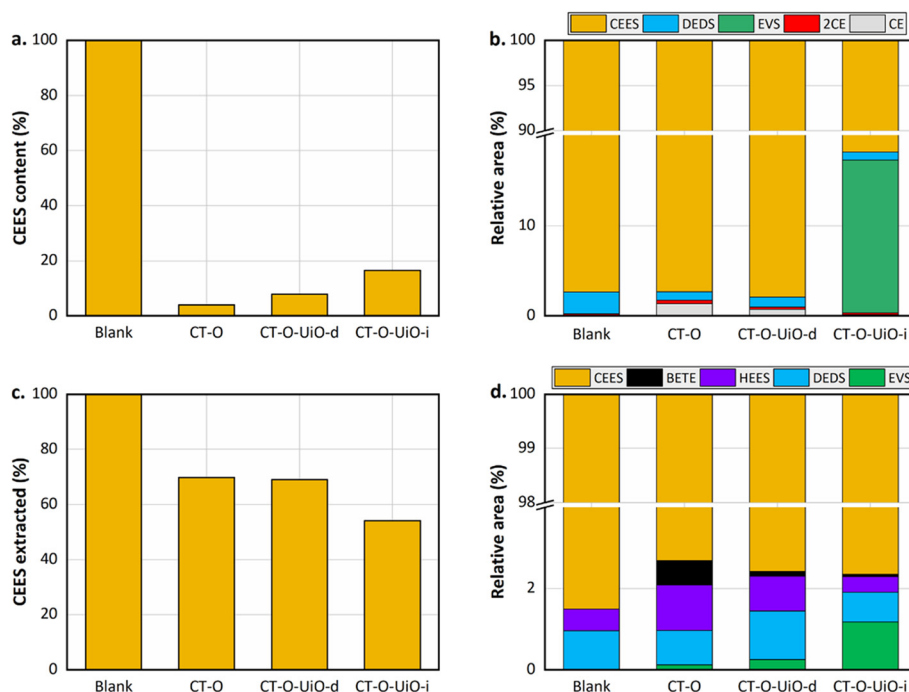 a.
CEES content (%)
100
80
60
40
20
0
Blank CT-O CT-O-UiO-d CT-O-UiO-i
CEES DEDS EVS 2CE CE
b.
Relative area (%)
100
95
90
10
0
Blank CT-O CT-O-UiO-d CT-O-UiO-i
c.
CEES extracted (%)
100
80
60
40
20
0
Blank CT-O CT-O-UiO-d CT-O-UiO-i
CEES BETE HEES DEDS EVS
d.
Relative area (%)
100
99
98
2
0
Blank CT-O CT-O-UiO-d CT-O-UiO-i